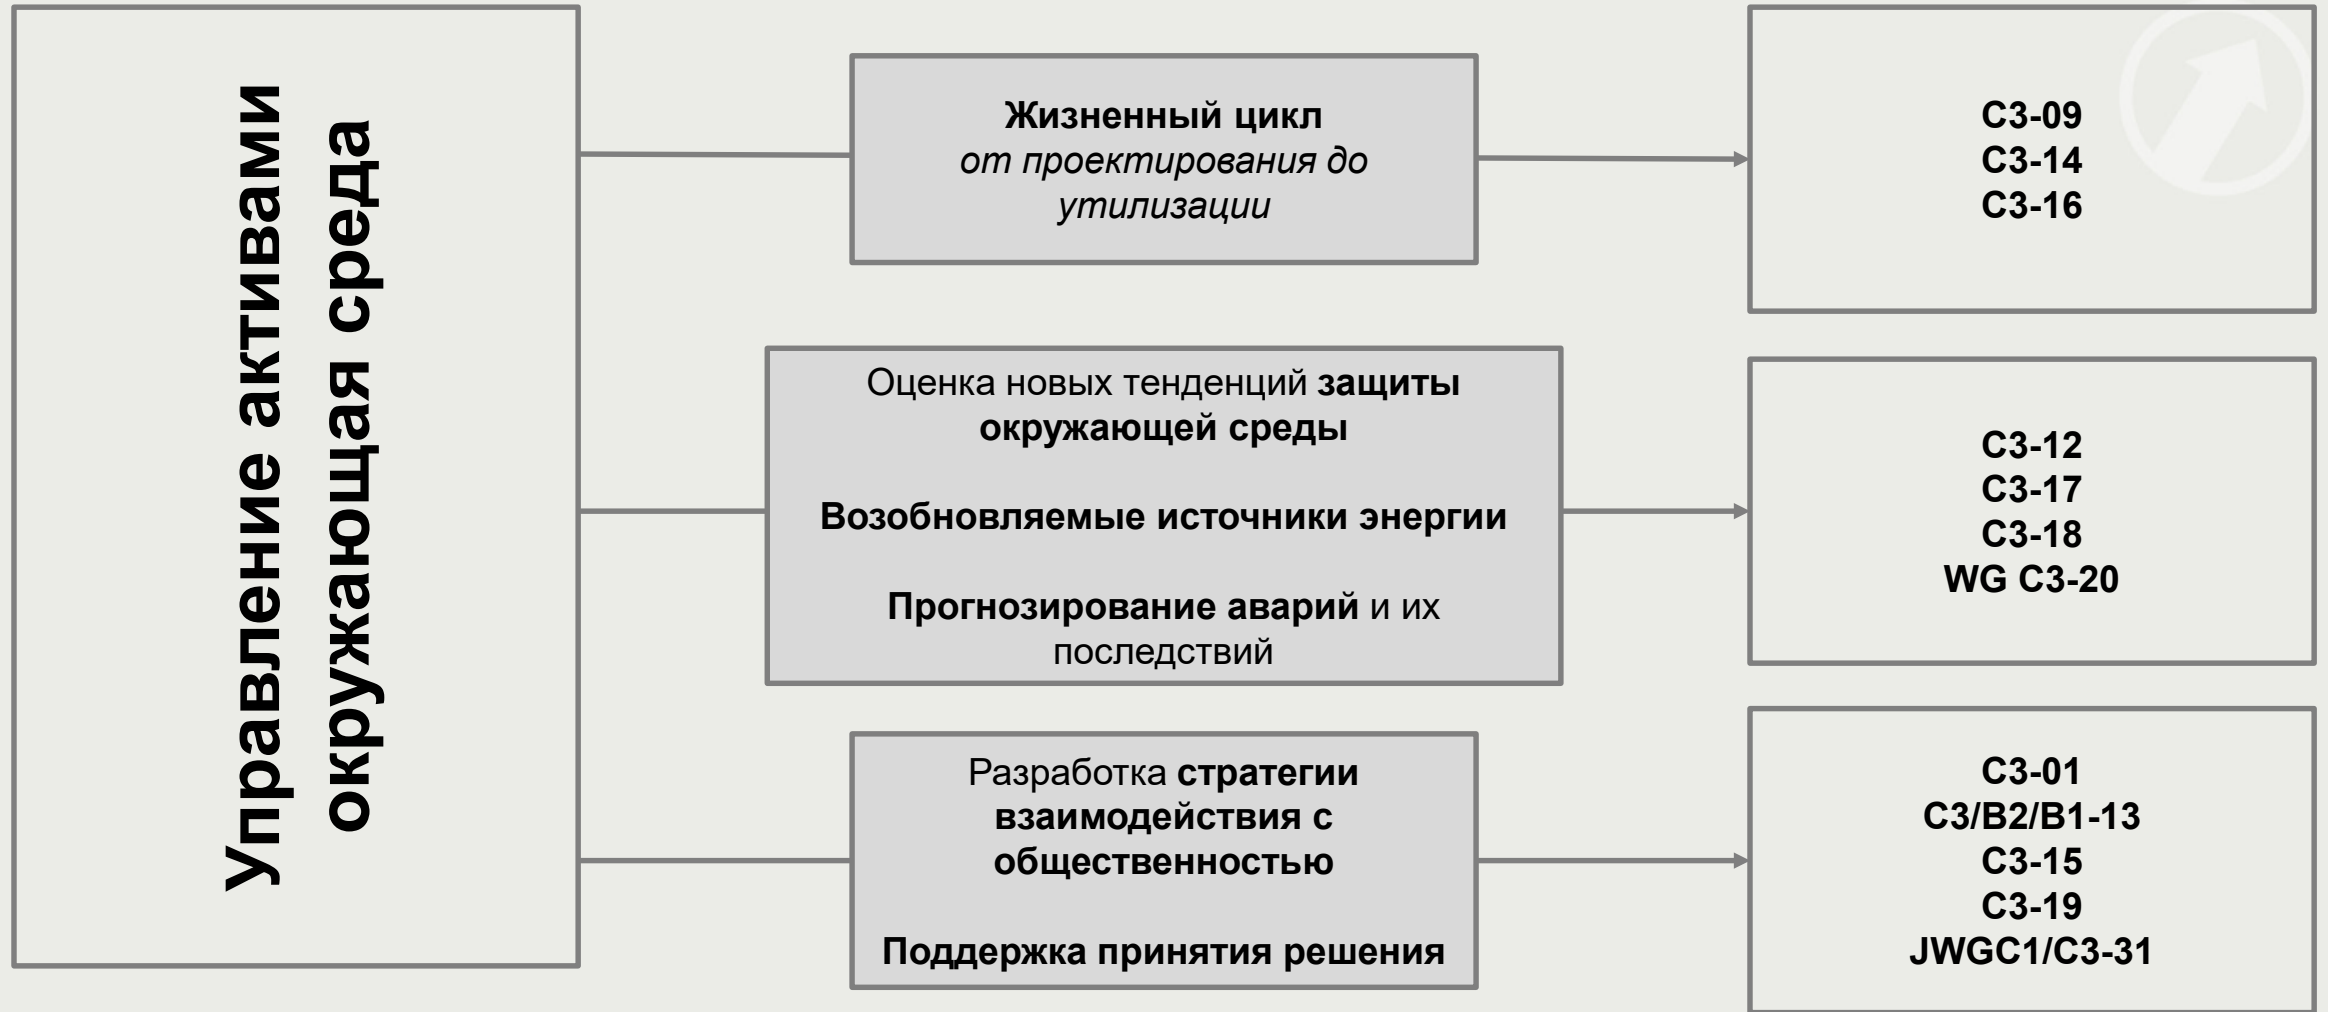 Управление активами
окружающая среда
Жизненный цикл
от проектирования до
утилизации
C3-09
C3-14
C3-16
Оценка новых тенденций защиты
окружающей среды
Возобновляемые источники энергии
Прогнозирование аварий и их
последствий
C3-12
C3-17
C3-18
WG C3-20
Разработка стратегии
взаимодействия с
общественностью
Поддержка принятия решения
C3-01
C3/B2/B1-13
C3-15
C3-19
JWGC1/C3-31